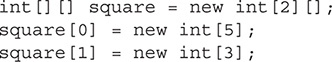 int[][] square = new int[2][];
square[0] = new int[5];
square[1] = new int[3];